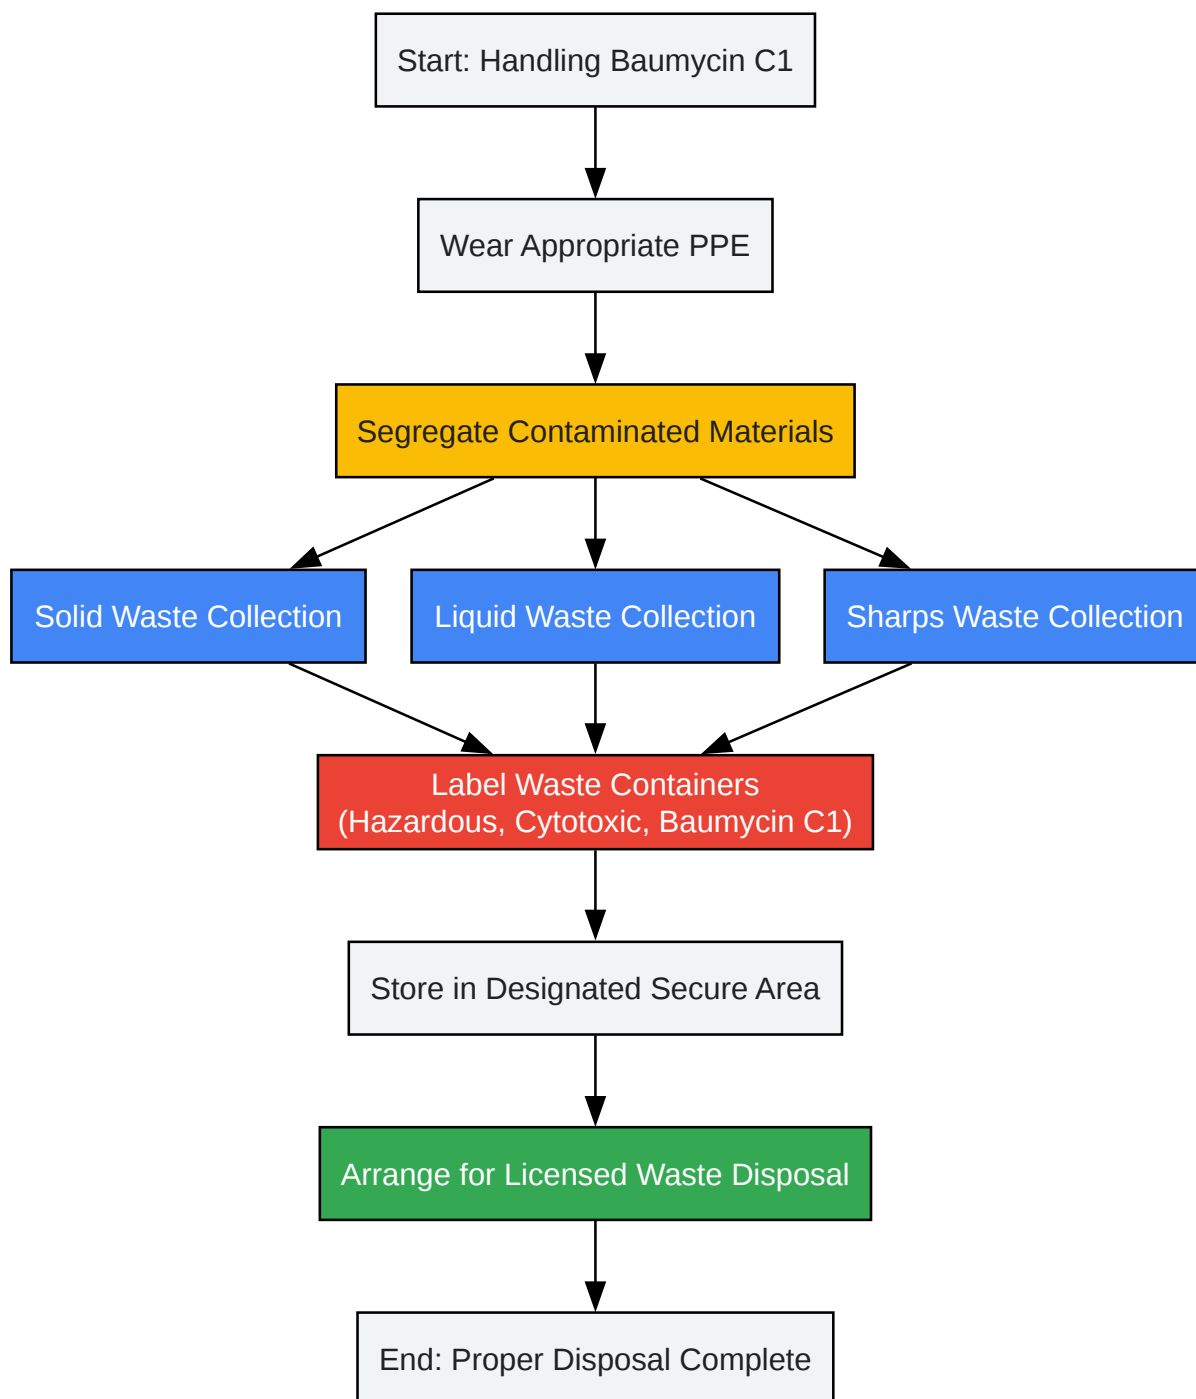 Start: Handling Baumycin C1
Wear Appropriate PPE
Segregate Contaminated Materials
Solid Waste Collection
Liquid Waste Collection
Sharps Waste Collection
Label Waste Containers
(Hazardous, Cytotoxic, Baumycin C1)
Store in Designated Secure Area
Arrange for Licensed Waste Disposal
End: Proper Disposal Complete